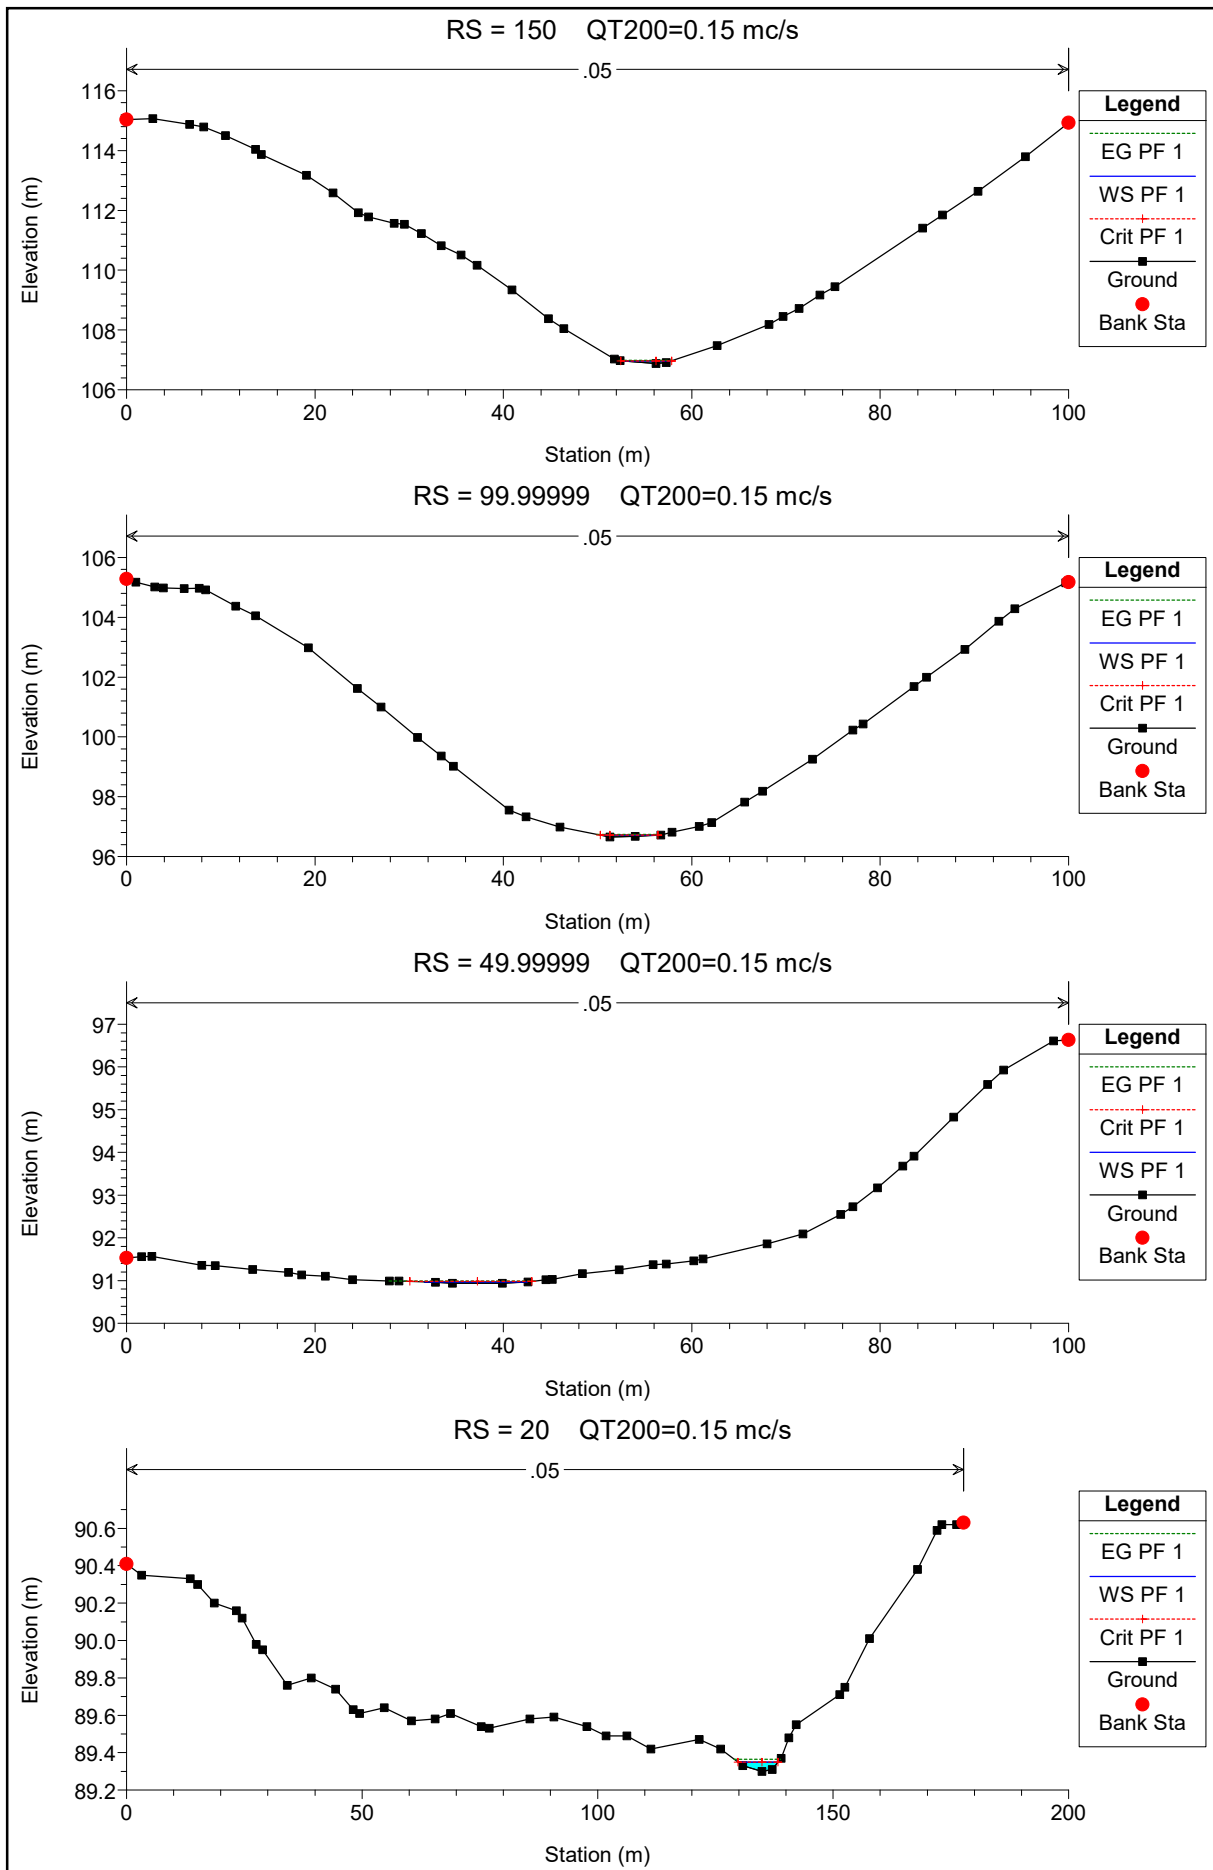 RS = 150 QT200=0.15 mc/s
.05
116
114
112
110
108
106
Elevation (m)
0 20 40 60 80 100
Station (m)
Legend
EG PF 1
WS PF 1
Crit PF 1
Ground
Bank Sta
RS = 99.99999 QT200=0.15 mc/s
.05
106
104
102
100
98
96
Elevation (m)
0 20 40 60 80 100
Station (m)
Legend
EG PF 1
WS PF 1
Crit PF 1
Ground
Bank Sta
RS = 49.99999 QT200=0.15 mc/s
.05
97
96
95
94
93
92
91
90
Elevation (m)
0 20 40 60 80 100
Station (m)
Legend
EG PF 1
Crit PF 1
WS PF 1
Ground
Bank Sta
RS = 20 QT200=0.15 mc/s
.05
90.6
90.4
90.2
90.0
89.8
89.6
89.4
89.2
Elevation (m)
0 50 100 150 200
Station (m)
Legend
EG PF 1
WS PF 1
Crit PF 1
Ground
Bank Sta